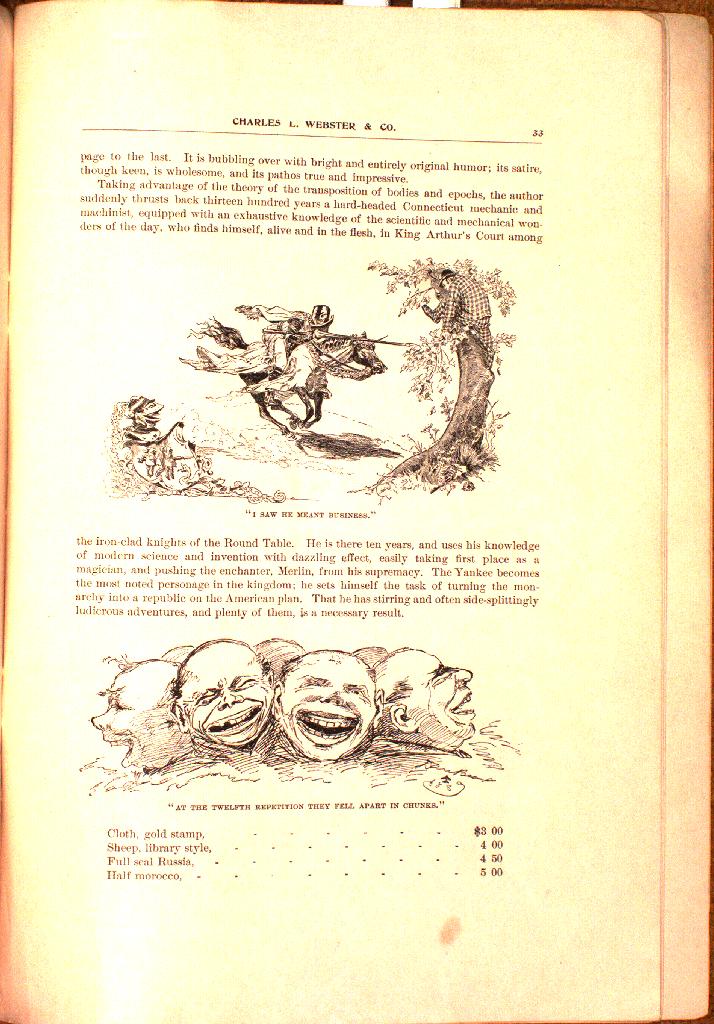 CHARLES L. WEBSTER & CO.
33
page to the last. It is bubbling over with bright and entirely original humor; its satire,
though keen, is wholesome, and its pathos true and impressive.
Taking advantage of the theory of the transposition of bodies and epochs, the author
suddenly thrusts back thirteen hundred years a hard-headed Connecticut mechanic and
machinist, equipped with an exhaustive knowledge of the scientific and mechanical won-
ders of the day, who finds himself, alive and in the flesh, in King Arthur's Court among
"I SAW HE MEANT BUSINESS."
the iron-clad knights of the Round Table. He is there ten years, and uses his knowledge
of modern science and invention with dazzling effect, easily taking first place as a
magician, and pushing the enchanter, Merlin, from his supremacy. The Yankee becomes
the most noted personage in the kingdom; he sets himself the task of turning the mon-
archy into a republic on the American plan. That he has stirring and often side-splittingly
ludicrous adventures, and plenty of them, is a necessary result.
"AT THE TWELFTH REPETITION THEY FELL APART IN CHUNKS."
Cloth, gold stamp, - - - - - - $3 00
Sheep, library style, - - - - - - - 4 00
Full seal Russia, - - - - - - - 4 50
Half morocco, - - - - - - - - 5 00